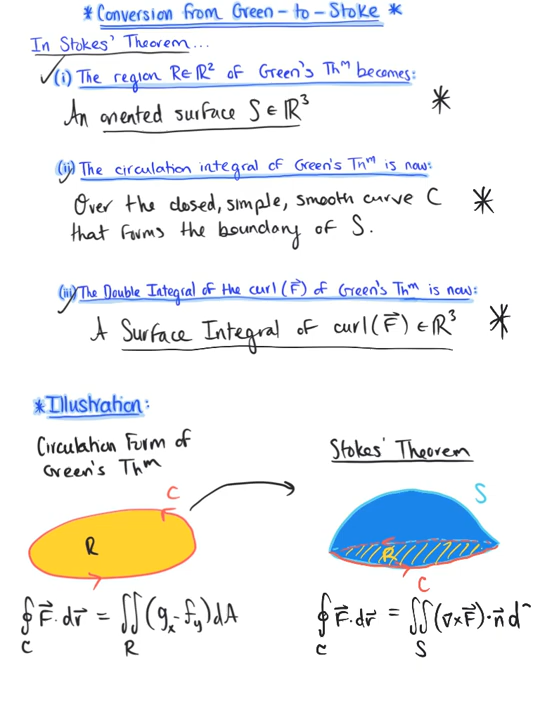 * Conversion from Green-to-Stoke *
In Stokes' Theorem...
(i) The region R∈ℝ² of Green's Thᵐ becomes:
An oriented surface S∈ℝ³ *
(ii) The circulation integral of Green's Thᵐ is now:
Over the closed, simple, smooth curve C *
that forms the boundary of S.
(iii) The Double Integral of the curl(F⃗) of Green's Thᵐ is now:
A Surface Integral of curl(F⃗)∈ℝ³ *
* Illustration:
Circulation Form of
Green's Thᵐ
C
R
∮ F⃗·dr⃗ = ∬(gₓ-f_y)dA
C R
Stokes' Theorem
S
R
C
∮ F⃗·dr⃗ = ∬(∇×F⃗)·n⃗ d
C S